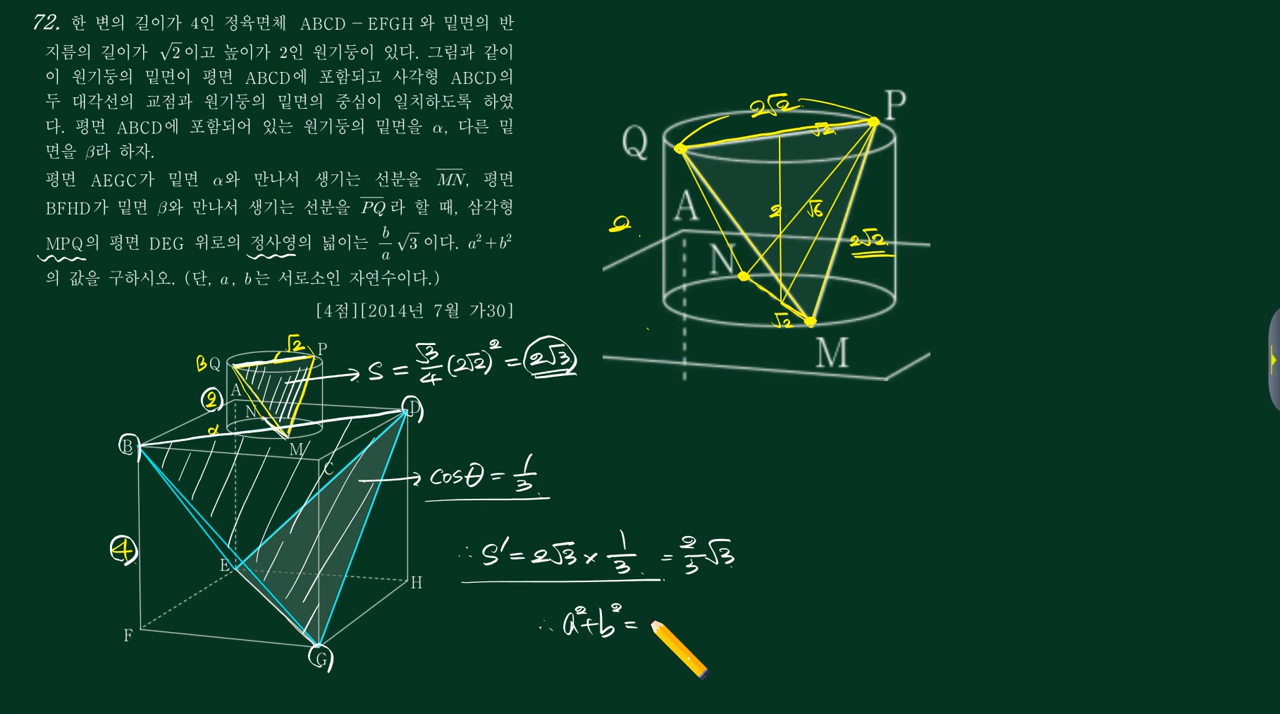 72. 한 변의 길이가 4인 정육면체 ABCD-EFGH와 밑면의 반
지름의 길이가 √2이고 높이가 2인 원기둥이 있다. 그림과 같이
이 원기둥의 밑면이 평면 ABCD에 포함되고 사각형 ABCD의
두 대각선의 교점과 원기둥의 밑면의 중심이 일치하도록 하였
다. 평면 ABCD에 포함되어 있는 원기둥의 밑면을 α, 다른 밑
면을 β라 하자.
평면 AEGC가 밑면 α와 만나서 생기는 선분을 MN, 평면
BFHD가 밑면 β와 만나서 생기는 선분을 PQ라 할 때, 삼각형
MPQ의 평면 DEG 위로의 정사영의 넓이는 b/a √3이다. a²+b²
의 값을 구하시오. (단, a, b는 서로소인 자연수이다.)
[4점][2014년 7월 가30]
2√2
P
Q
√2
A
2
√6
2√2
N
√2
M
√2
β Q
P
S = √3/4 (2√2)² = 2√3
2
A
N
α
M
D
B
C
cosθ = 1/3
4
E
H
∴ S' = 2√3 × 1/3 = 2/3 √3
F
G
∴ a²+b² =